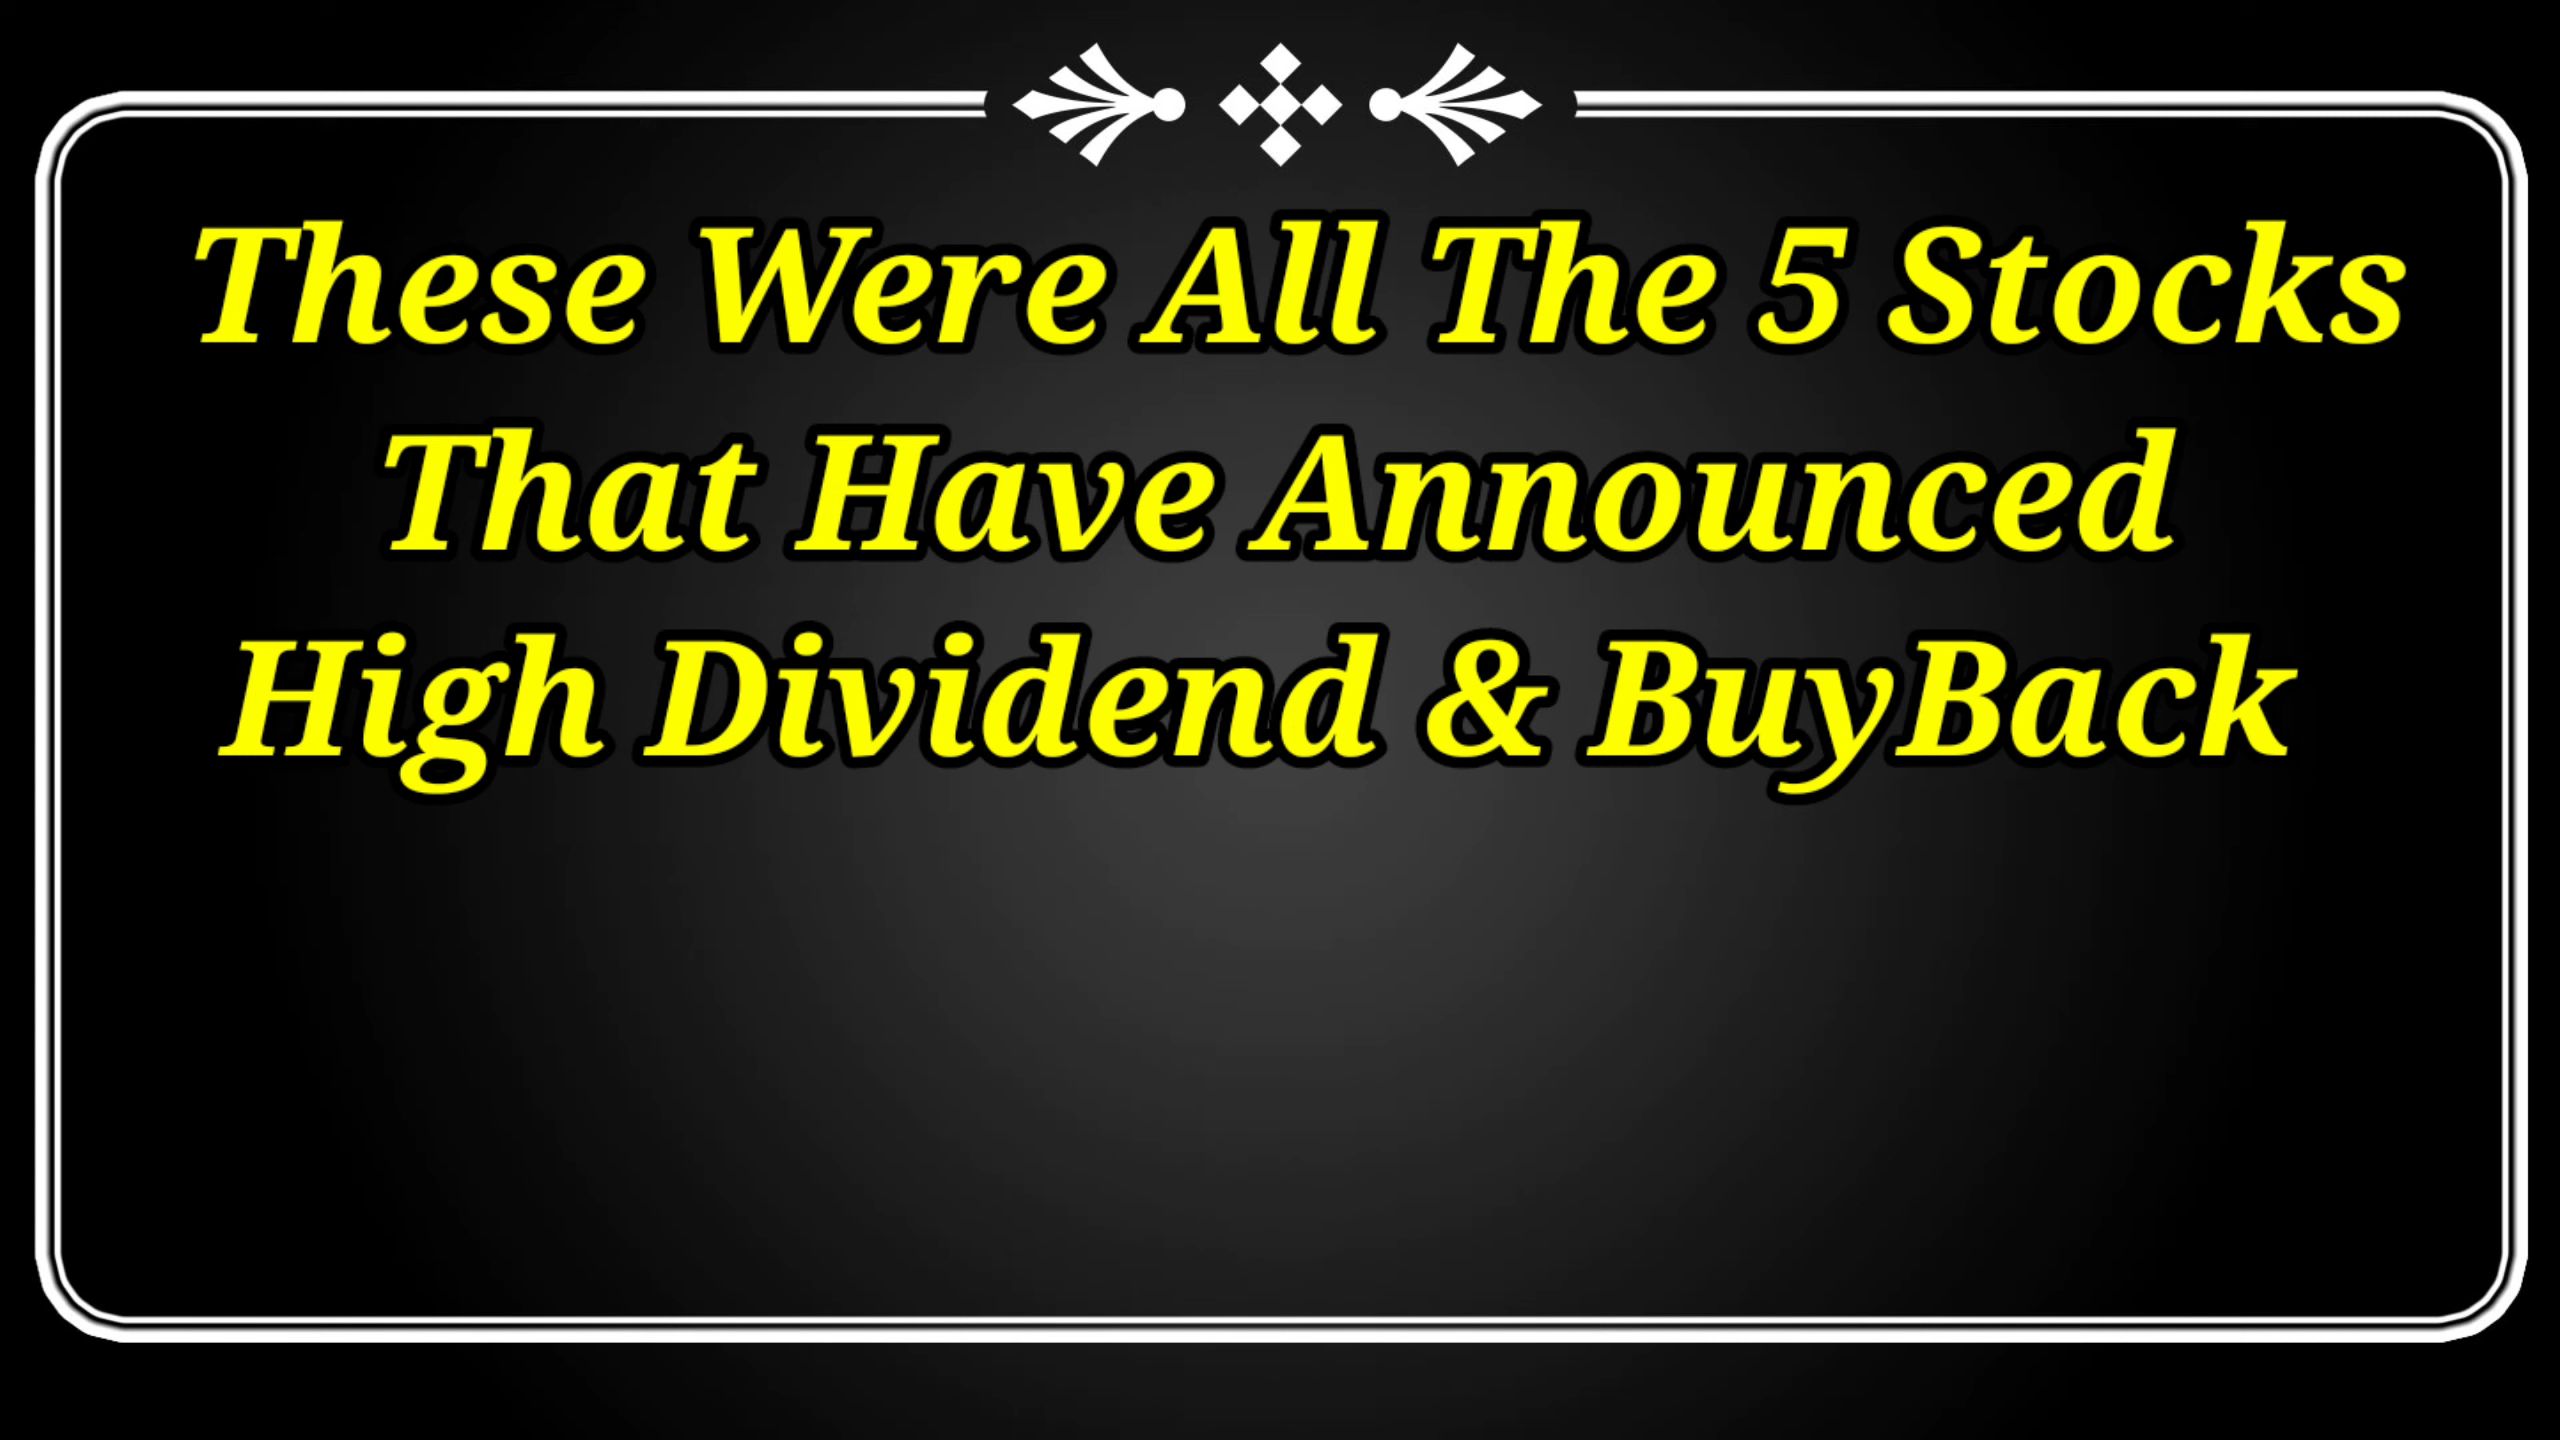 These Were All The 5 Stocks
That Have Announced
High Dividend & BuyBack